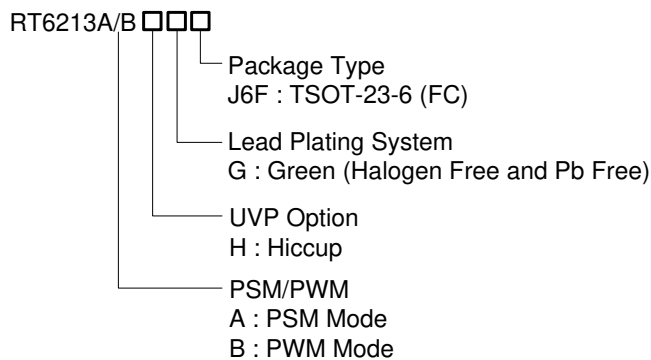 RT6213A/B
Package Type
J6F : TSOT-23-6 (FC)
Lead Plating System
G : Green (Halogen Free and Pb Free)
UVP Option
H : Hiccup
PSM/PWM
A : PSM Mode
B : PWM Mode